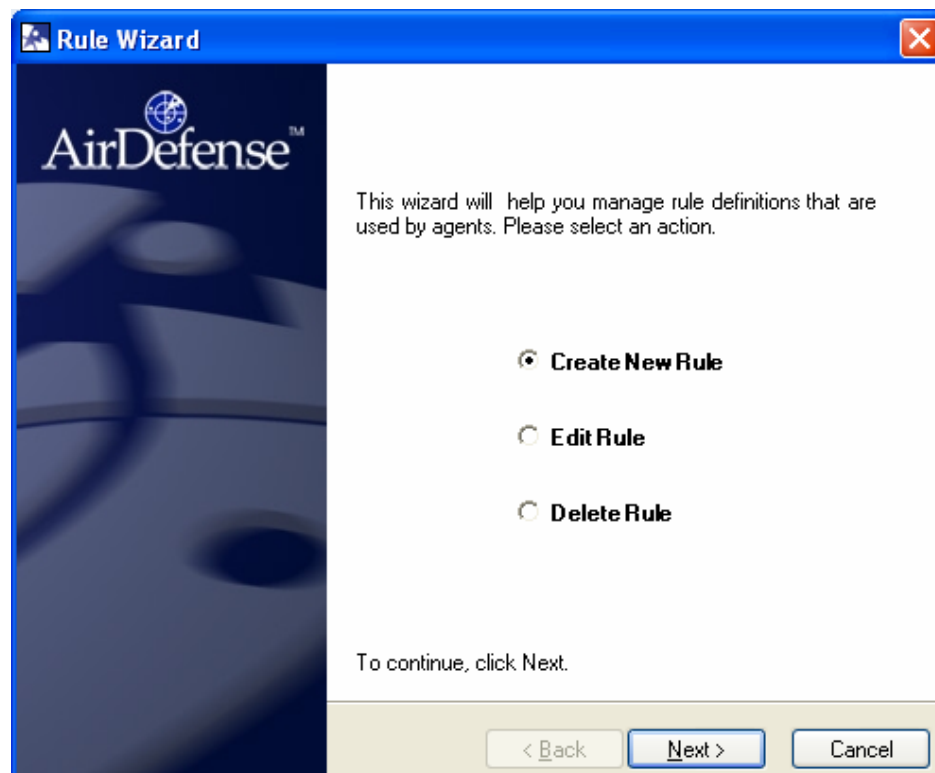 Rule Wizard
AirDefense™
This wizard will help you manage rule definitions that are
used by agents. Please select an action.
Create New Rule
Edit Rule
Delete Rule
To continue, click Next.
< Back
Next >
Cancel